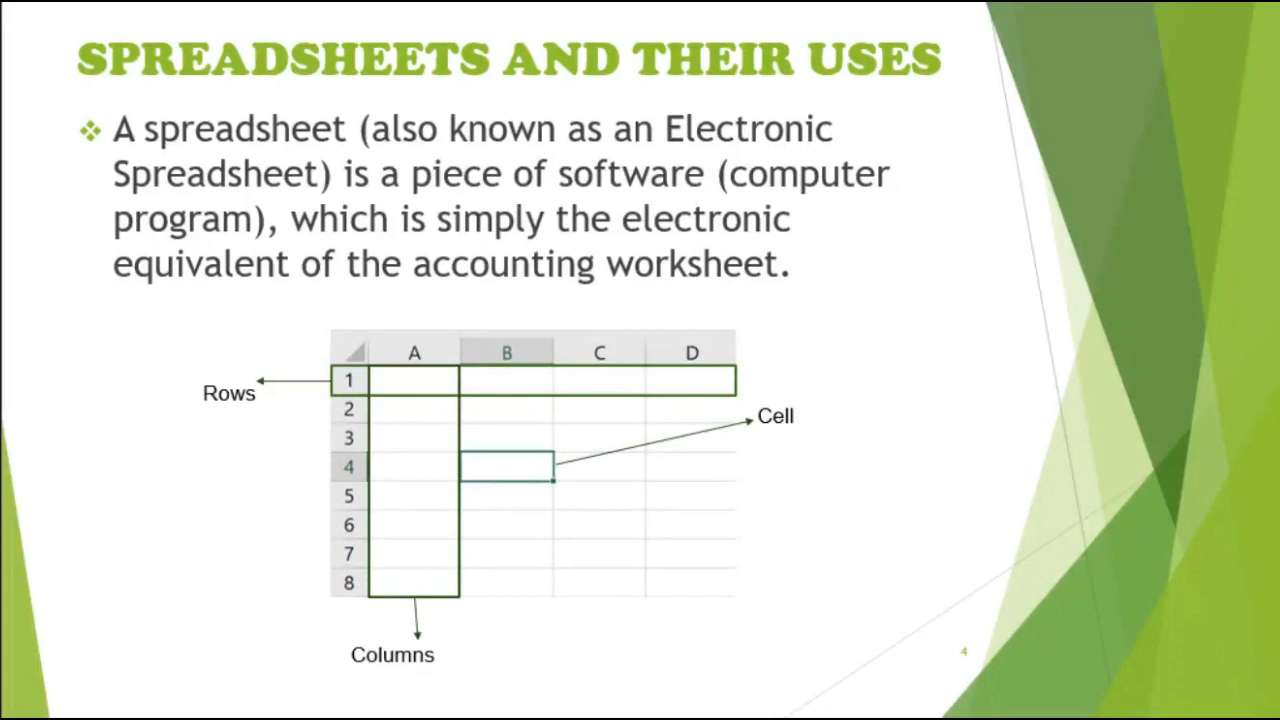 SPREADSHEETS AND THEIR USES
❖ A spreadsheet (also known as an Electronic
Spreadsheet) is a piece of software (computer
program), which is simply the electronic
equivalent of the accounting worksheet.
A B C D
1
Rows
2
Cell
3
4
5
6
7
8
Columns
4